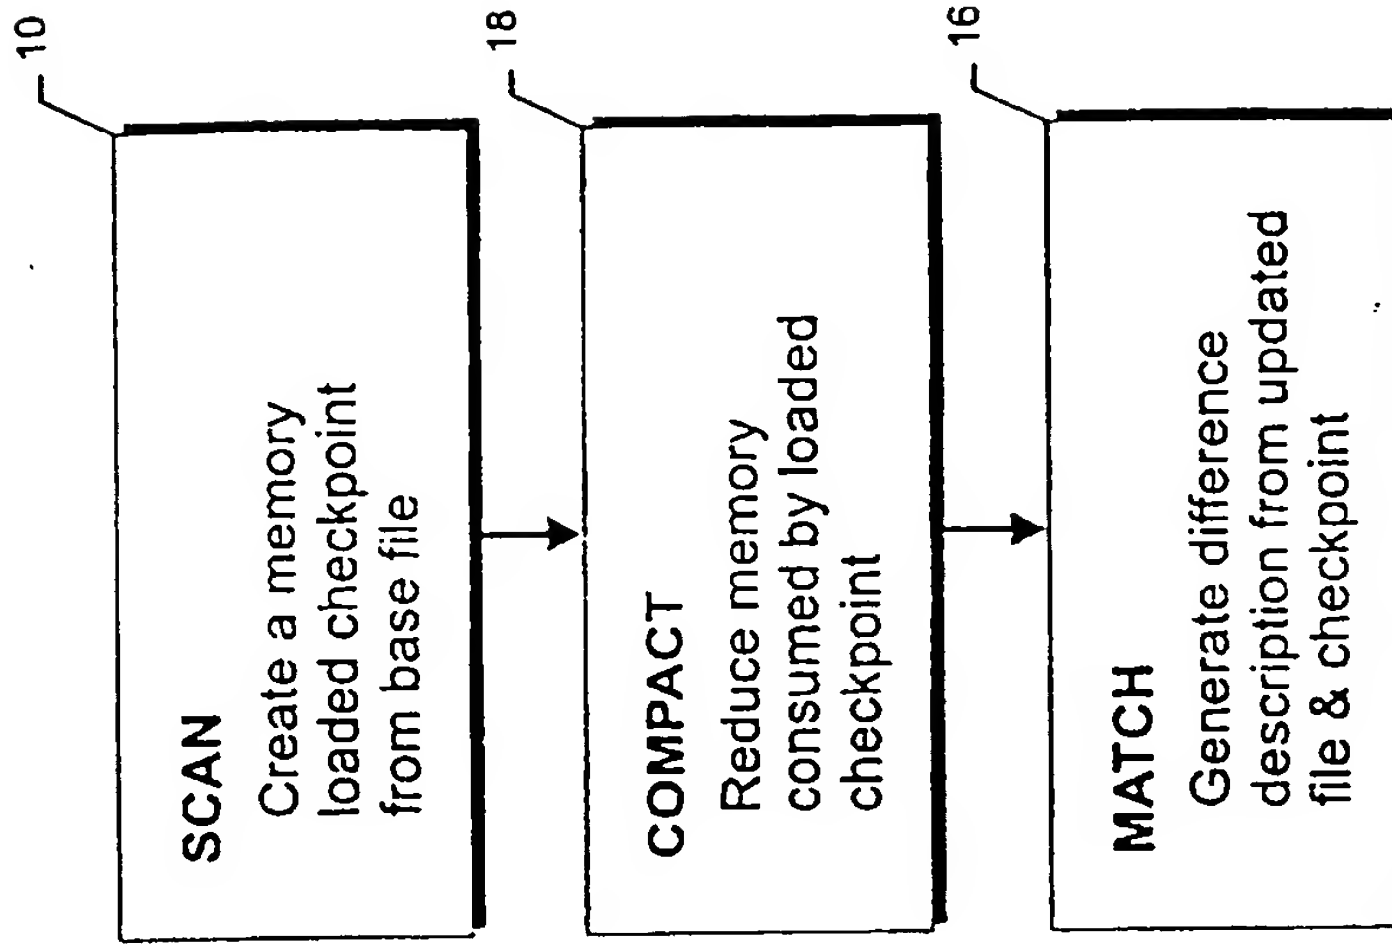 10
SCAN
Create a memory
loaded checkpoint
from base file
18
COMPACT
Reduce memory
consumed by loaded
checkpoint
16
MATCH
Generate difference
description from updated
file & checkpoint